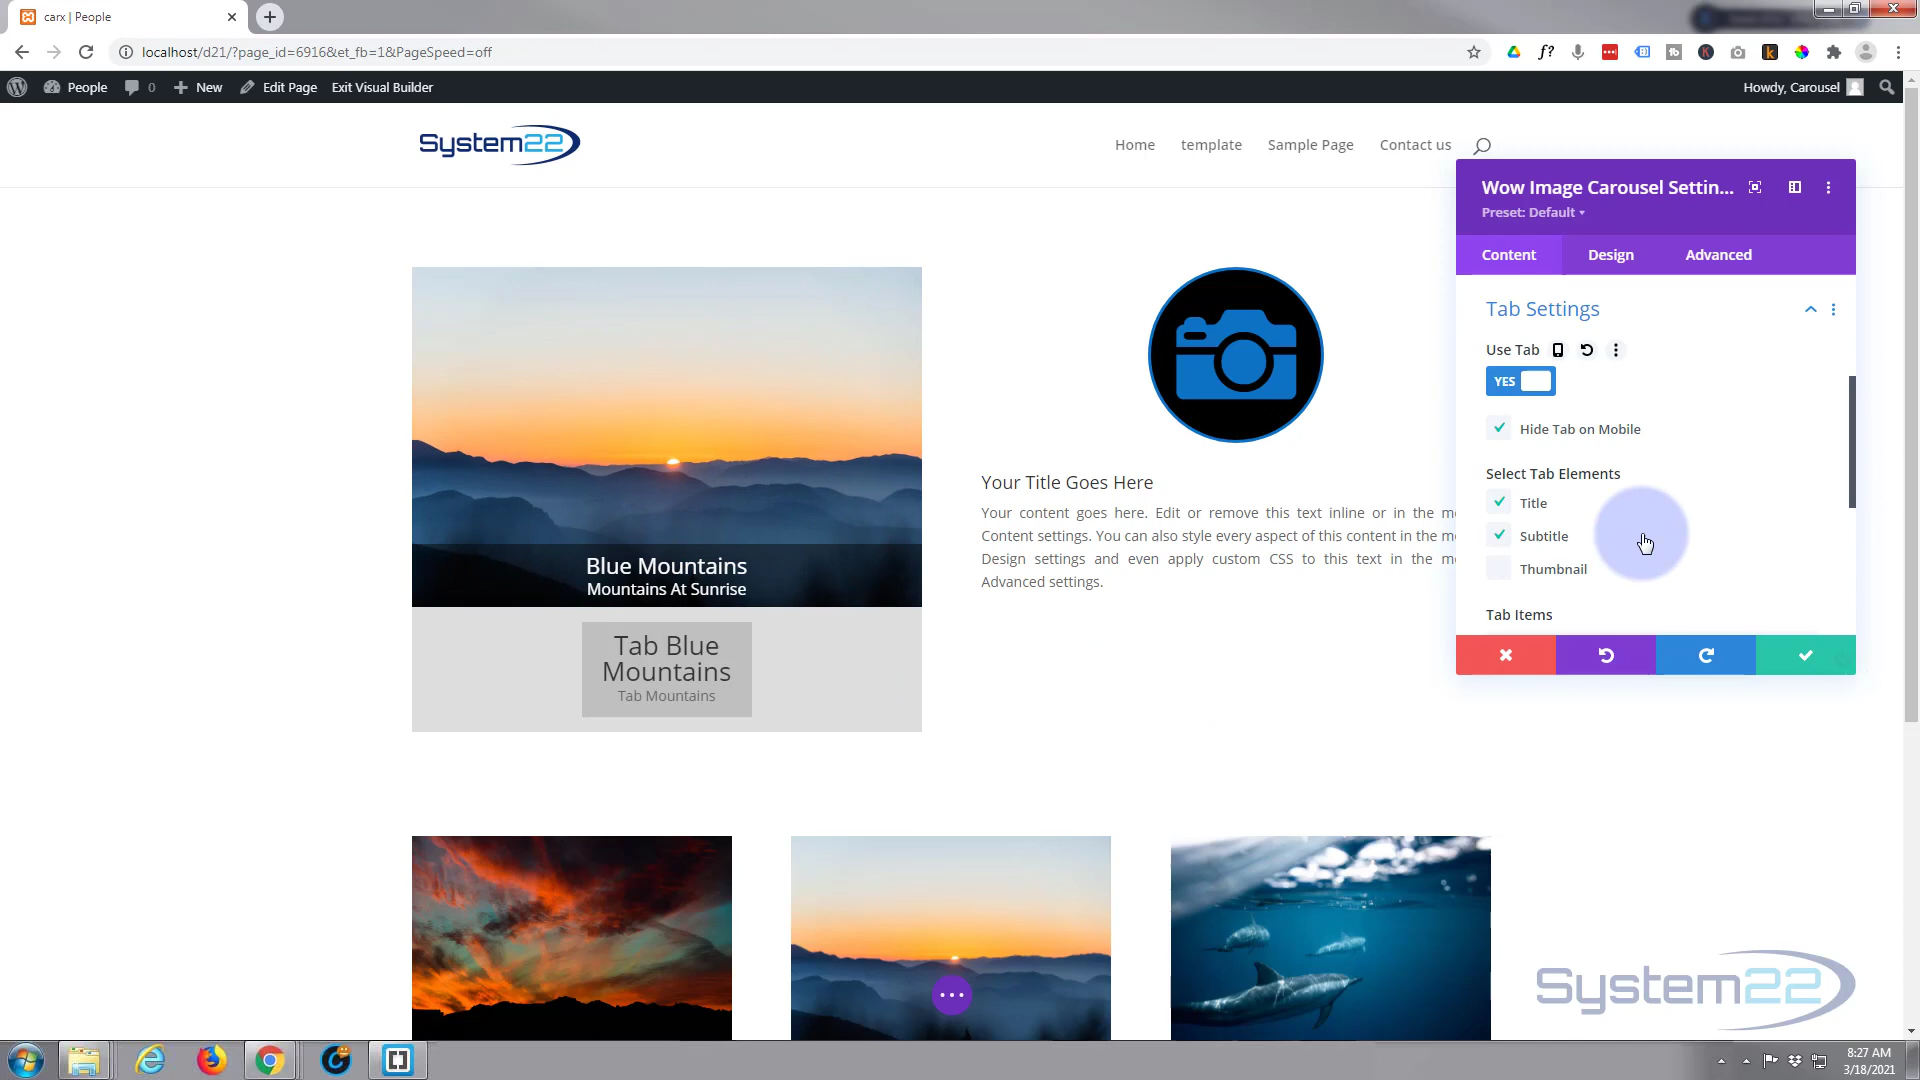 carx | People
localhost/d21/?page_id=6916&et_fb=1&PageSpeed=off
People 0 New Edit Page Exit Visual Builder
Howdy, Carousel
System22
Home template Sample Page Contact us
Wow Image Carousel Settin...
Preset: Default
Content Design Advanced
Tab Settings
Use Tab
YES
Hide Tab on Mobile
Select Tab Elements
Title
Subtitle
Thumbnail
Tab Items
Your Title Goes Here
Your content goes here. Edit or remove this text inline or in the m
Content settings. You can also style every aspect of this content in the m
Design settings and even apply custom CSS to this text in the m
Advanced settings.
Blue Mountains
Mountains At Sunrise
Tab Blue
Mountains
Tab Mountains
System22
8:27 AM
3/18/2021